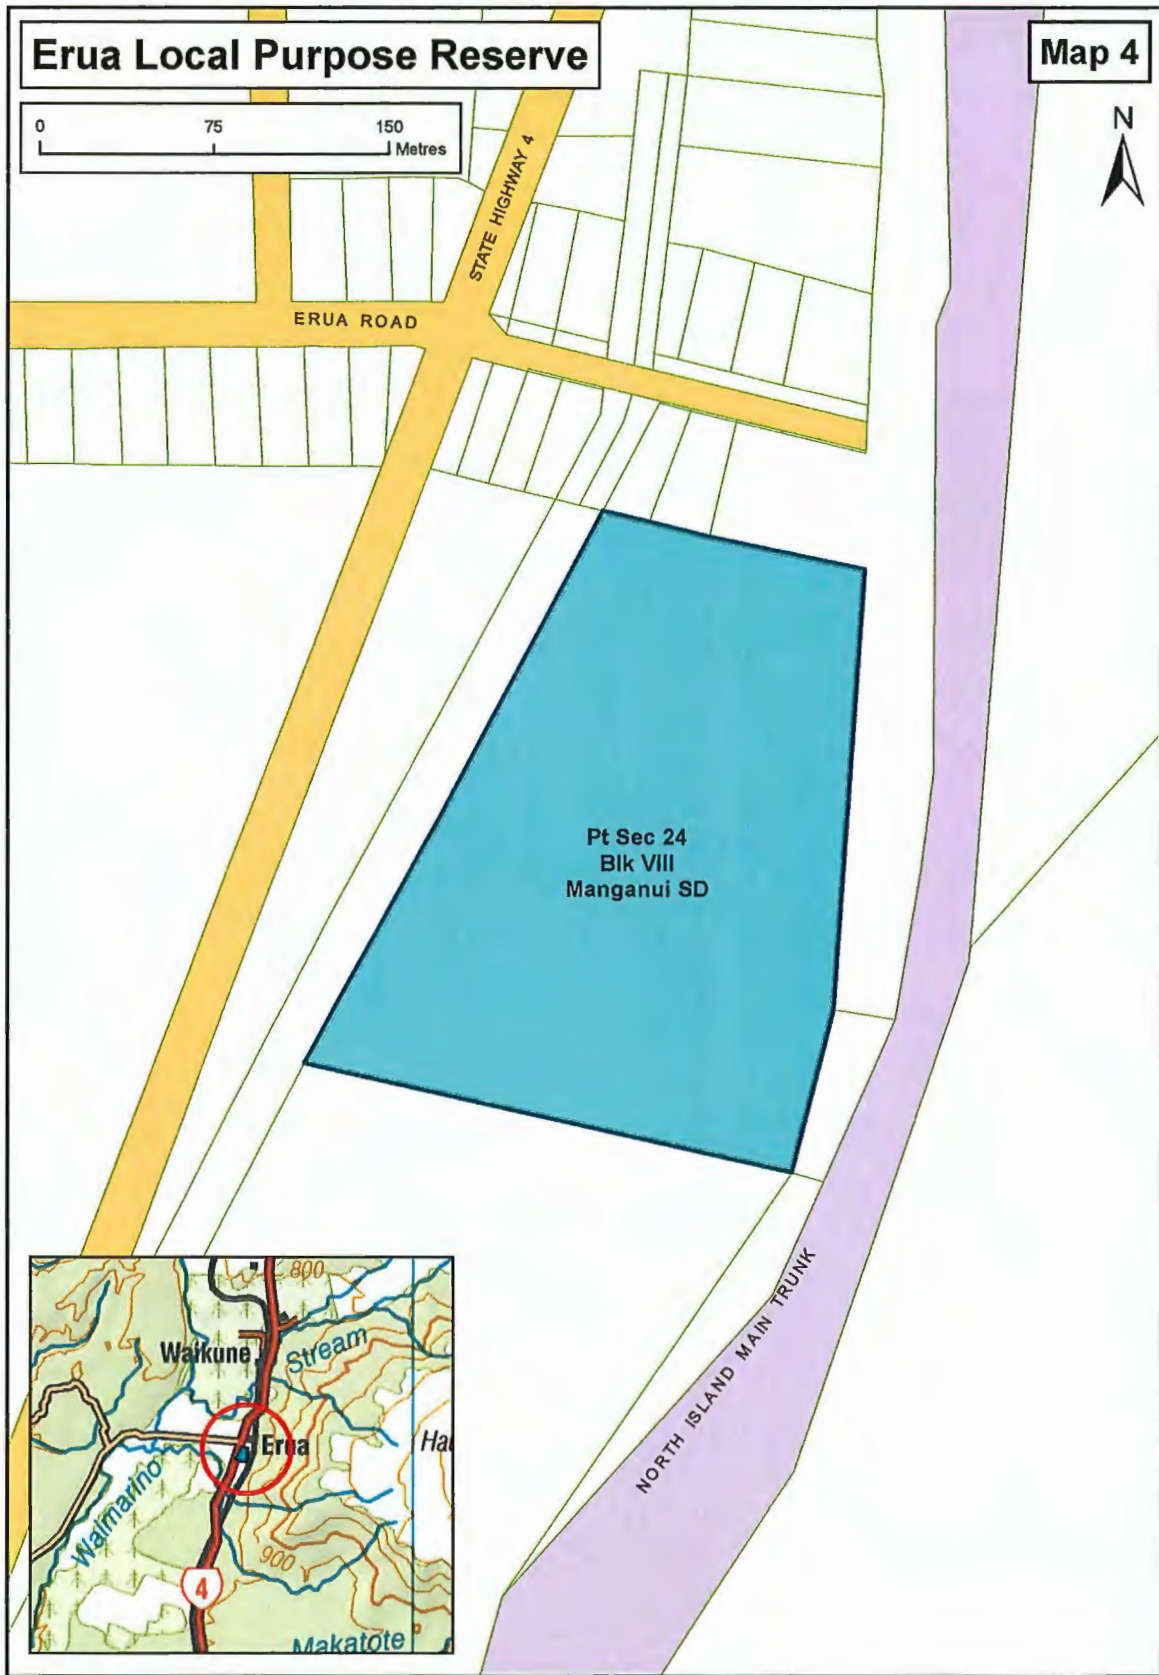 Erua Local Purpose Reserve
Map 4
0 75 150
Metres
N
STATE HIGHWAY 4
ERUA ROAD
Pt Sec 24
Blk VIII
Manganui SD
NORTH ISLAND MAIN TRUNK
800
Waikune
Stream
Erua
Hau
Waimarino
900
4
Makatote